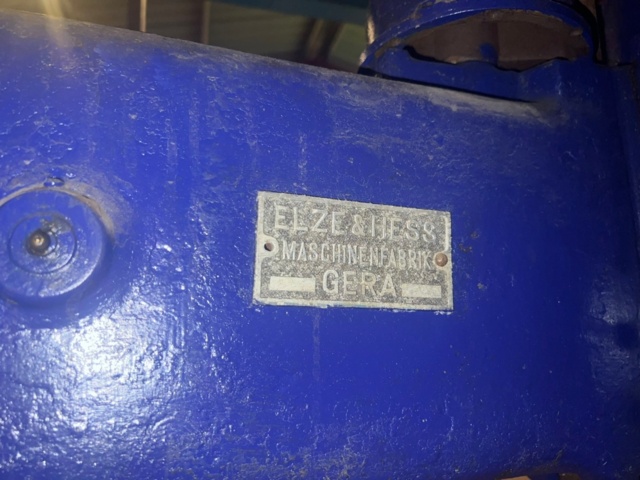 ELZE & HESS
MASCHINENFABRIK
GERA